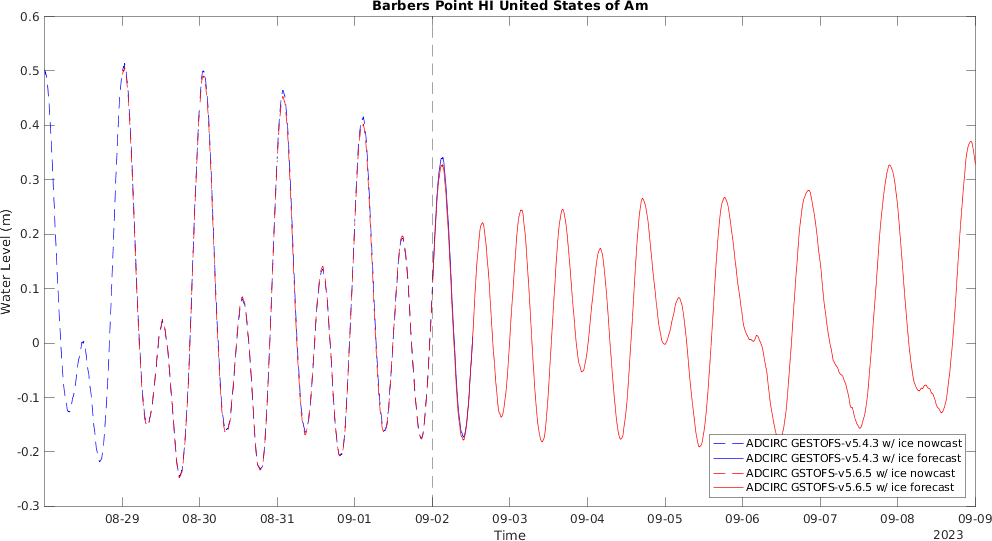 Barbers Point HI United States of Am
0.6
0.5
0.4
0.3
0.2
0.1
0
-0.1
-0.2
-0.3
Water Level (m)
08-29 08-30 08-31 09-01 09-02 09-03 09-04 09-05 09-06 09-07 09-08 09-09
Time
2023
ADCIRC GESTOFS-v5.4.3 w/ ice nowcast
ADCIRC GESTOFS-v5.4.3 w/ ice forecast
ADCIRC GSTOFS-v5.6.5 w/ ice nowcast
ADCIRC GSTOFS-v5.6.5 w/ ice forecast